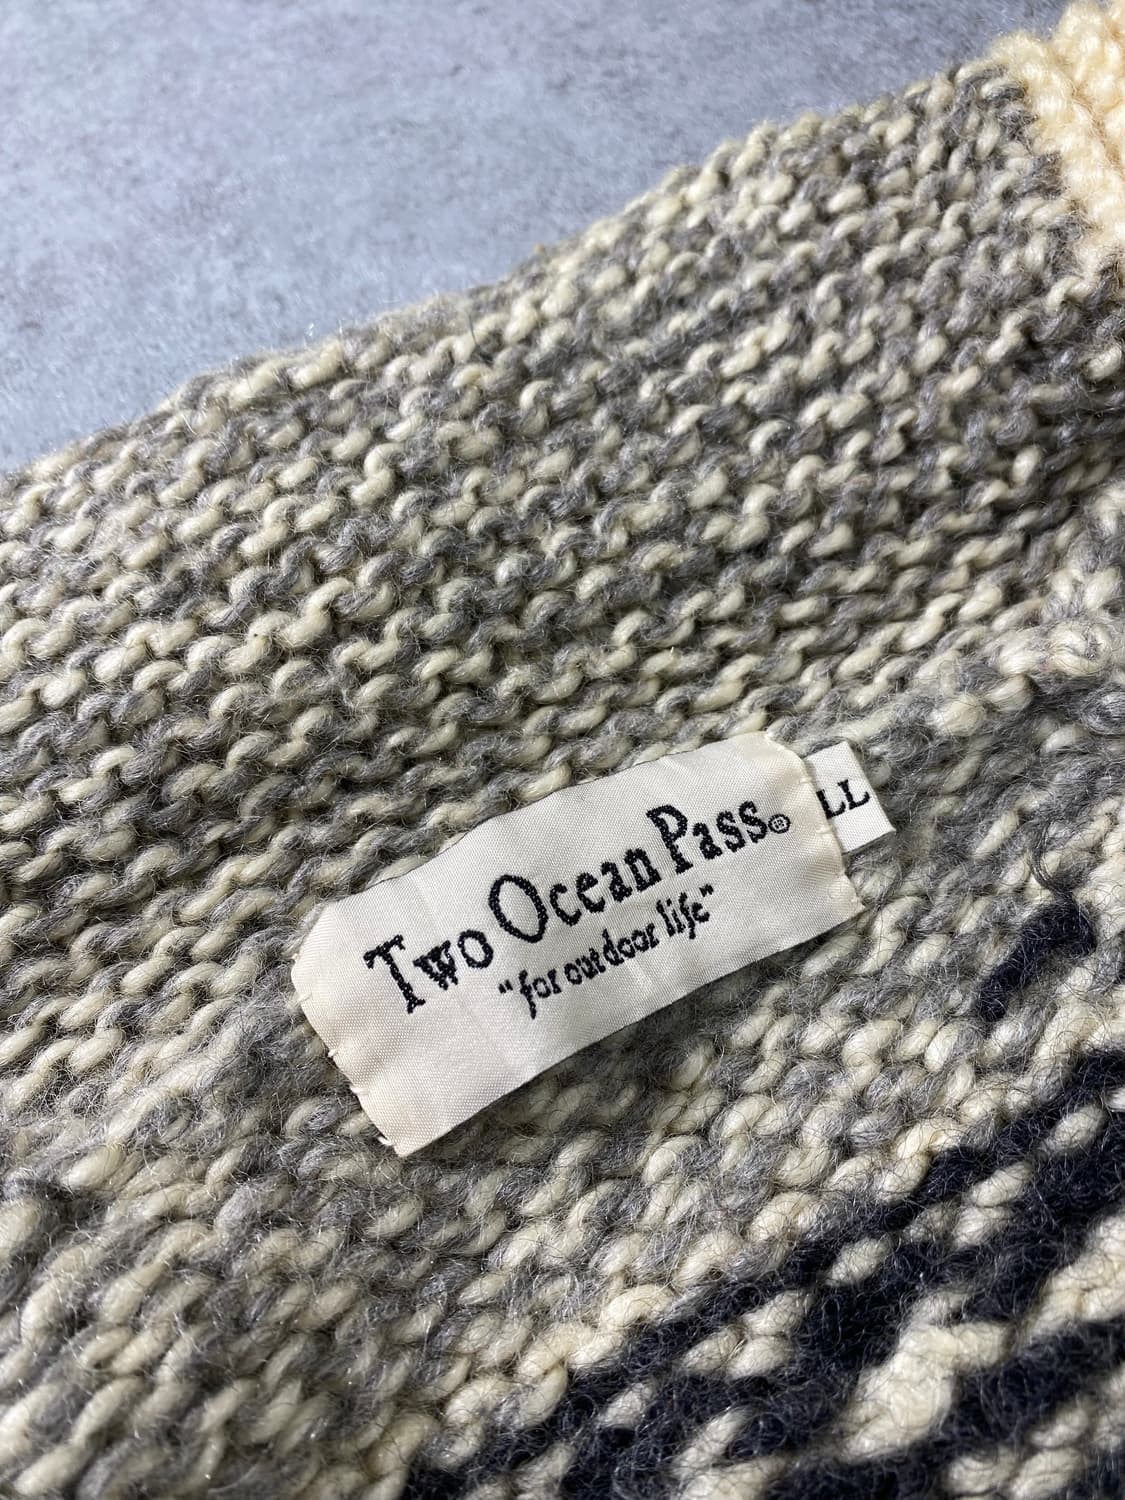 Two Ocean Pass®
"for outdoor life"
LL